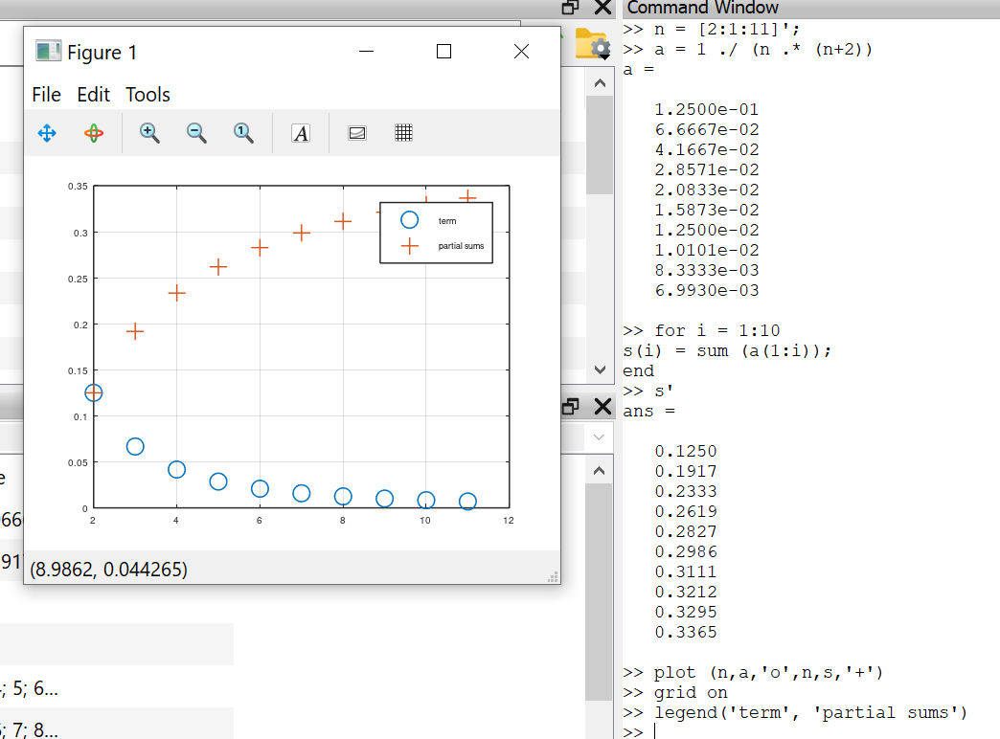 Figure 1
File Edit Tools
0.35
0.3
0.25
0.2
0.15
0.1
0.05
0
2 4 6 8 10 12
term
partial sums
(8.9862, 0.044265)
e
66
91
; 5; 6...
; 7; 8...
Command Window
>> n = [2:1:11]';
>> a = 1 ./ (n .* (n+2))
a =
1.2500e-01
6.6667e-02
4.1667e-02
2.8571e-02
2.0833e-02
1.5873e-02
1.2500e-02
1.0101e-02
8.3333e-03
6.9930e-03
>> for i = 1:10
s(i) = sum (a(1:i));
end
>> s'
ans =
0.1250
0.1917
0.2333
0.2619
0.2827
0.2986
0.3111
0.3212
0.3295
0.3365
>> plot (n,a,'o',n,s,'+')
>> grid on
>> legend('term', 'partial sums')
>>